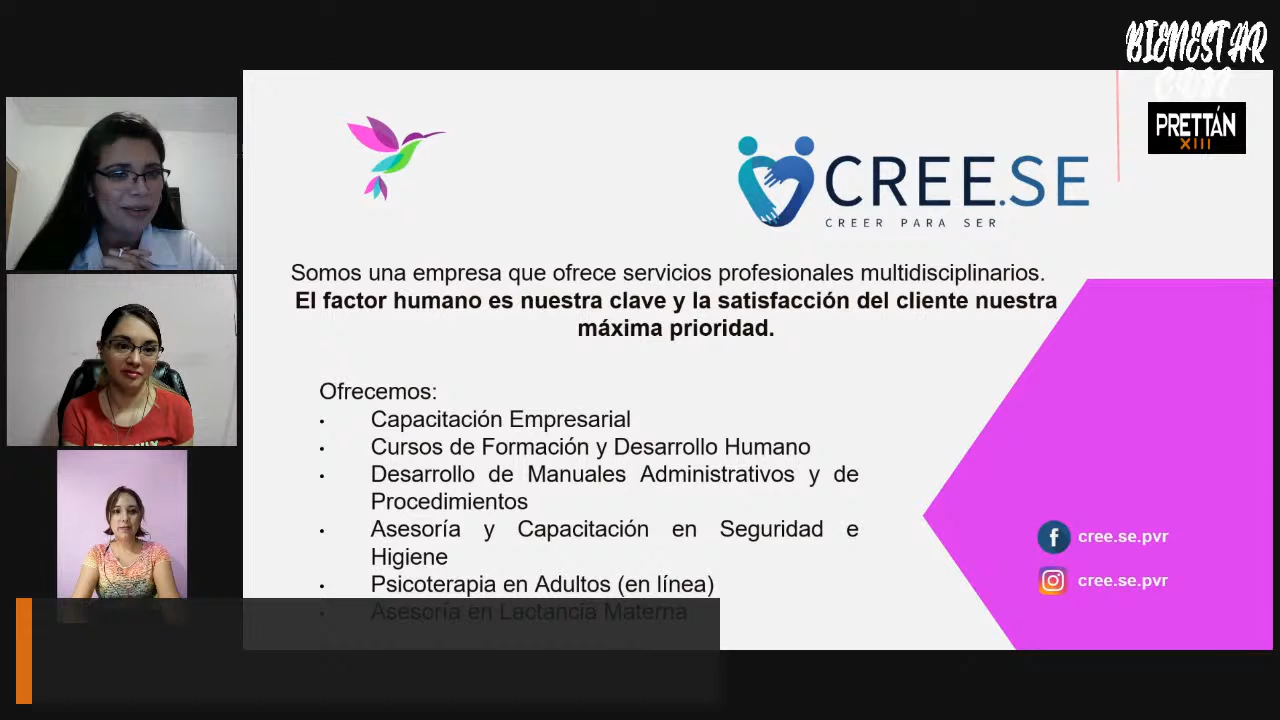 BIENESTAR
CON
PRETTÁN
XIII
CREE.SE
CREER PARA SER
Somos una empresa que ofrece servicios profesionales multidisciplinarios.
El factor humano es nuestra clave y la satisfacción del cliente nuestra
máxima prioridad.
Ofrecemos:
• Capacitación Empresarial
• Cursos de Formación y Desarrollo Humano
• Desarrollo de Manuales Administrativos y de
Procedimientos
• Asesoría y Capacitación en Seguridad e
Higiene
• Psicoterapia en Adultos (en línea)
• Asesoría en Lactancia Materna
cree.se.pvr
cree.se.pvr